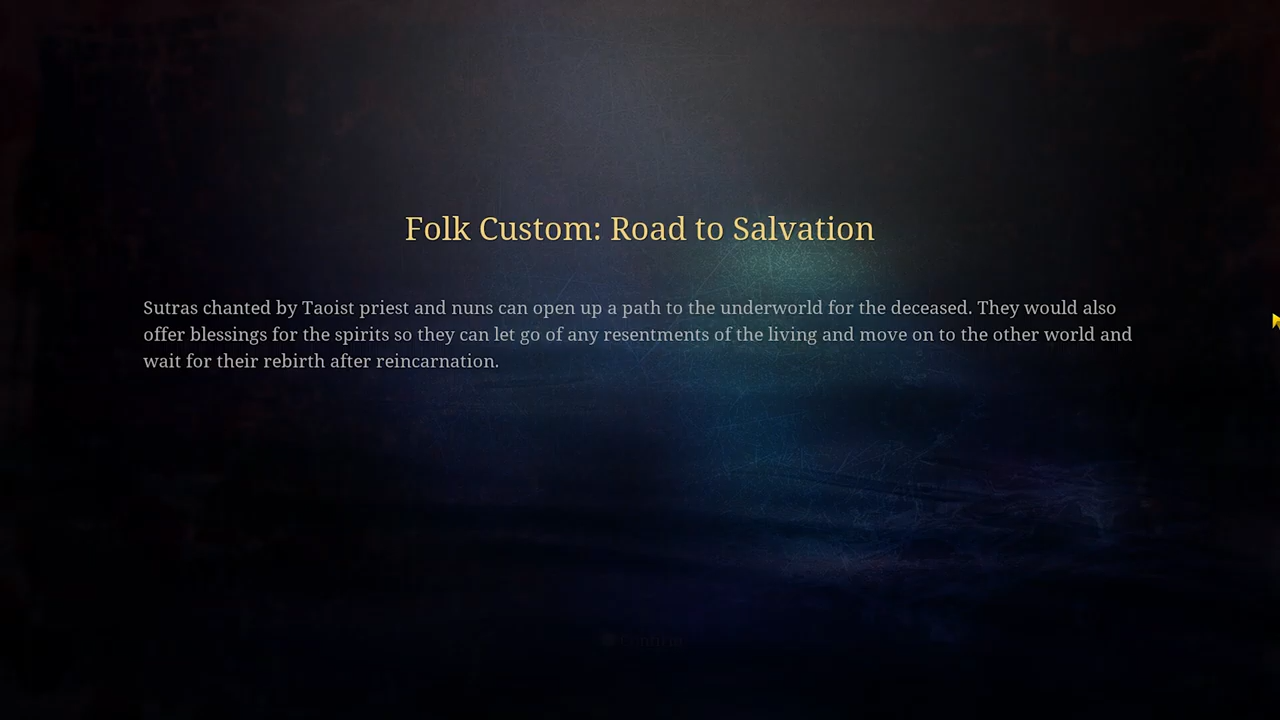 Folk Custom: Road to Salvation
Sutras chanted by Taoist priest and nuns can open up a path to the underworld for the deceased. They would also
offer blessings for the spirits so they can let go of any resentments of the living and move on to the other world and
wait for their rebirth after reincarnation.